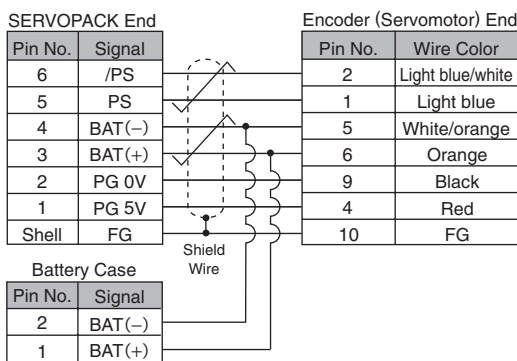 SERVOPACK End
Pin No. Signal
6 /PS
5 PS
4 BAT(−)
3 BAT(+)
2 PG 0V
1 PG 5V
Shell FG
Encoder (Servomotor) End
Pin No. Wire Color
2 Light blue/white
1 Light blue
5 White/orange
6 Orange
9 Black
4 Red
10 FG
Shield
Wire
Battery Case
Pin No. Signal
2 BAT(−)
1 BAT(+)